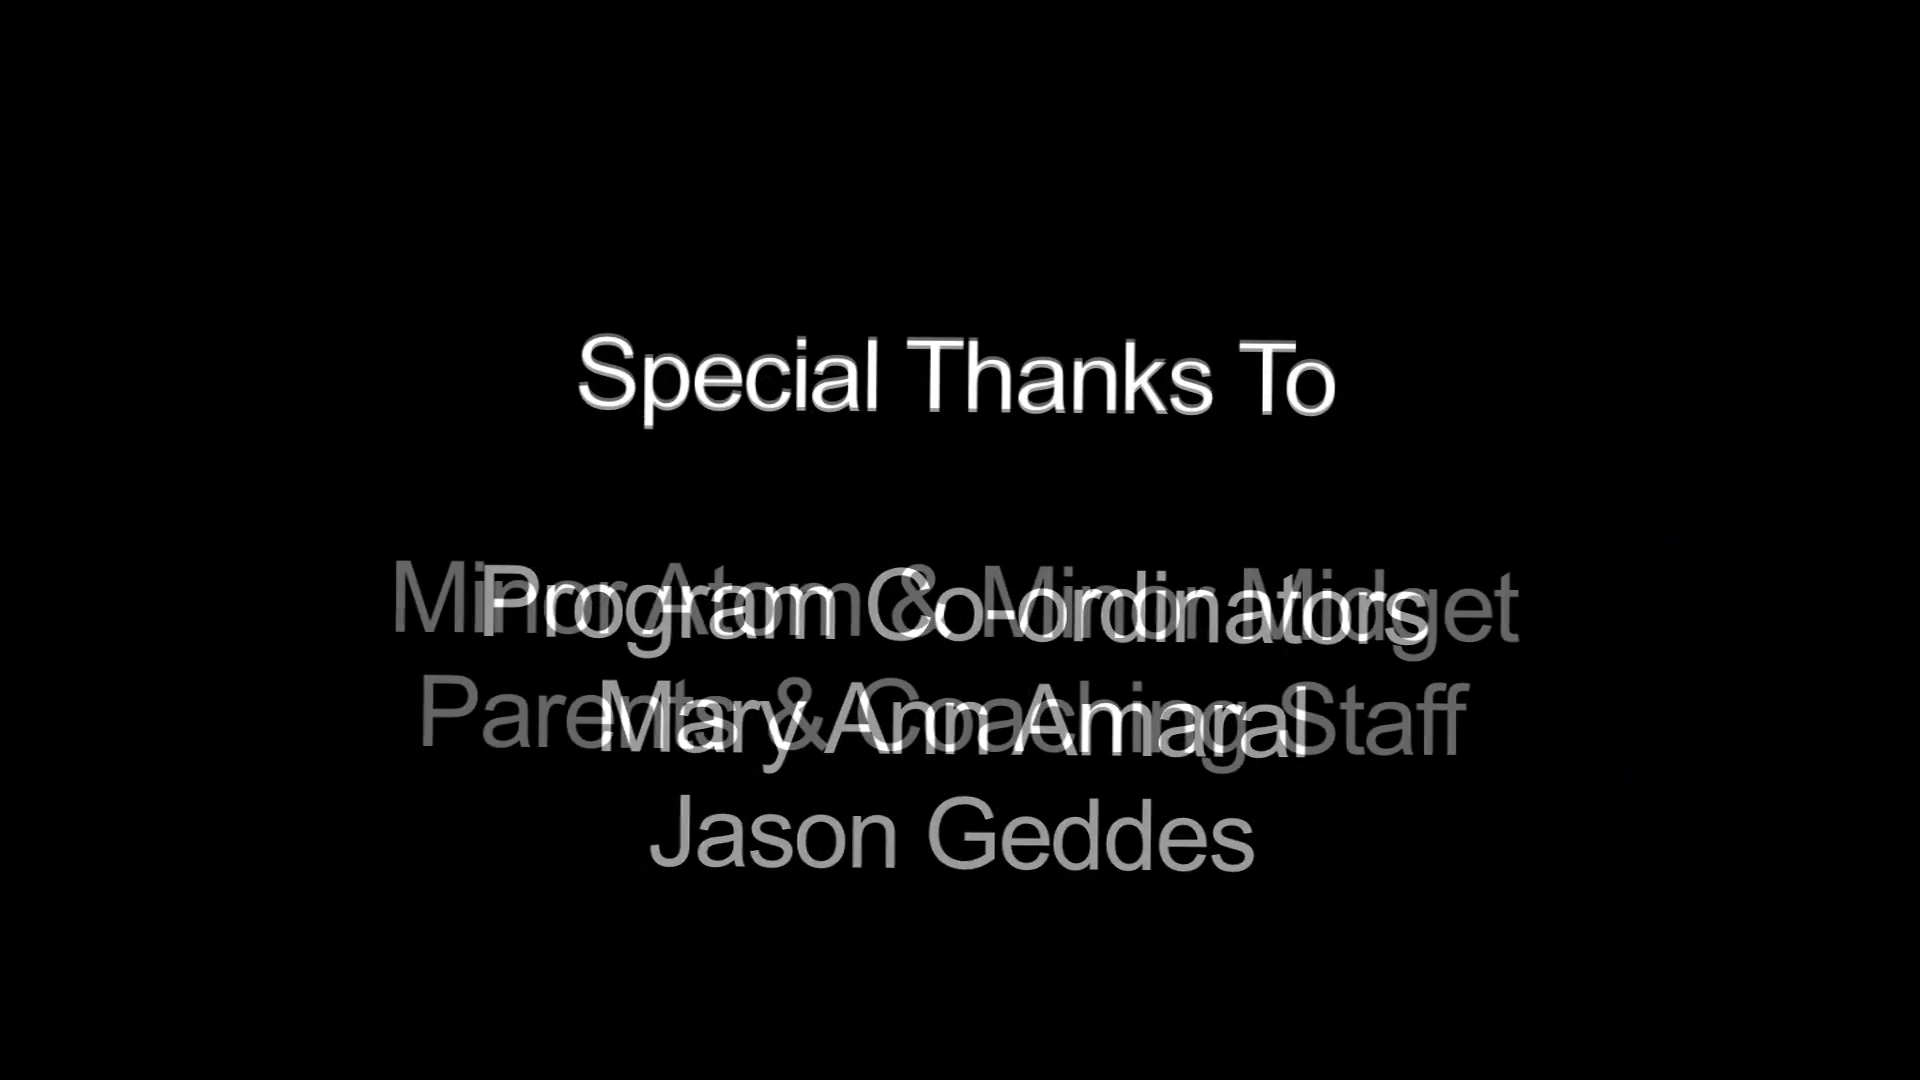 Special Thanks To
Minor Atom & Minor Midget
Parents & Coaching Staff
Program Co-ordinators
Mary Ann Amaral
Jason Geddes